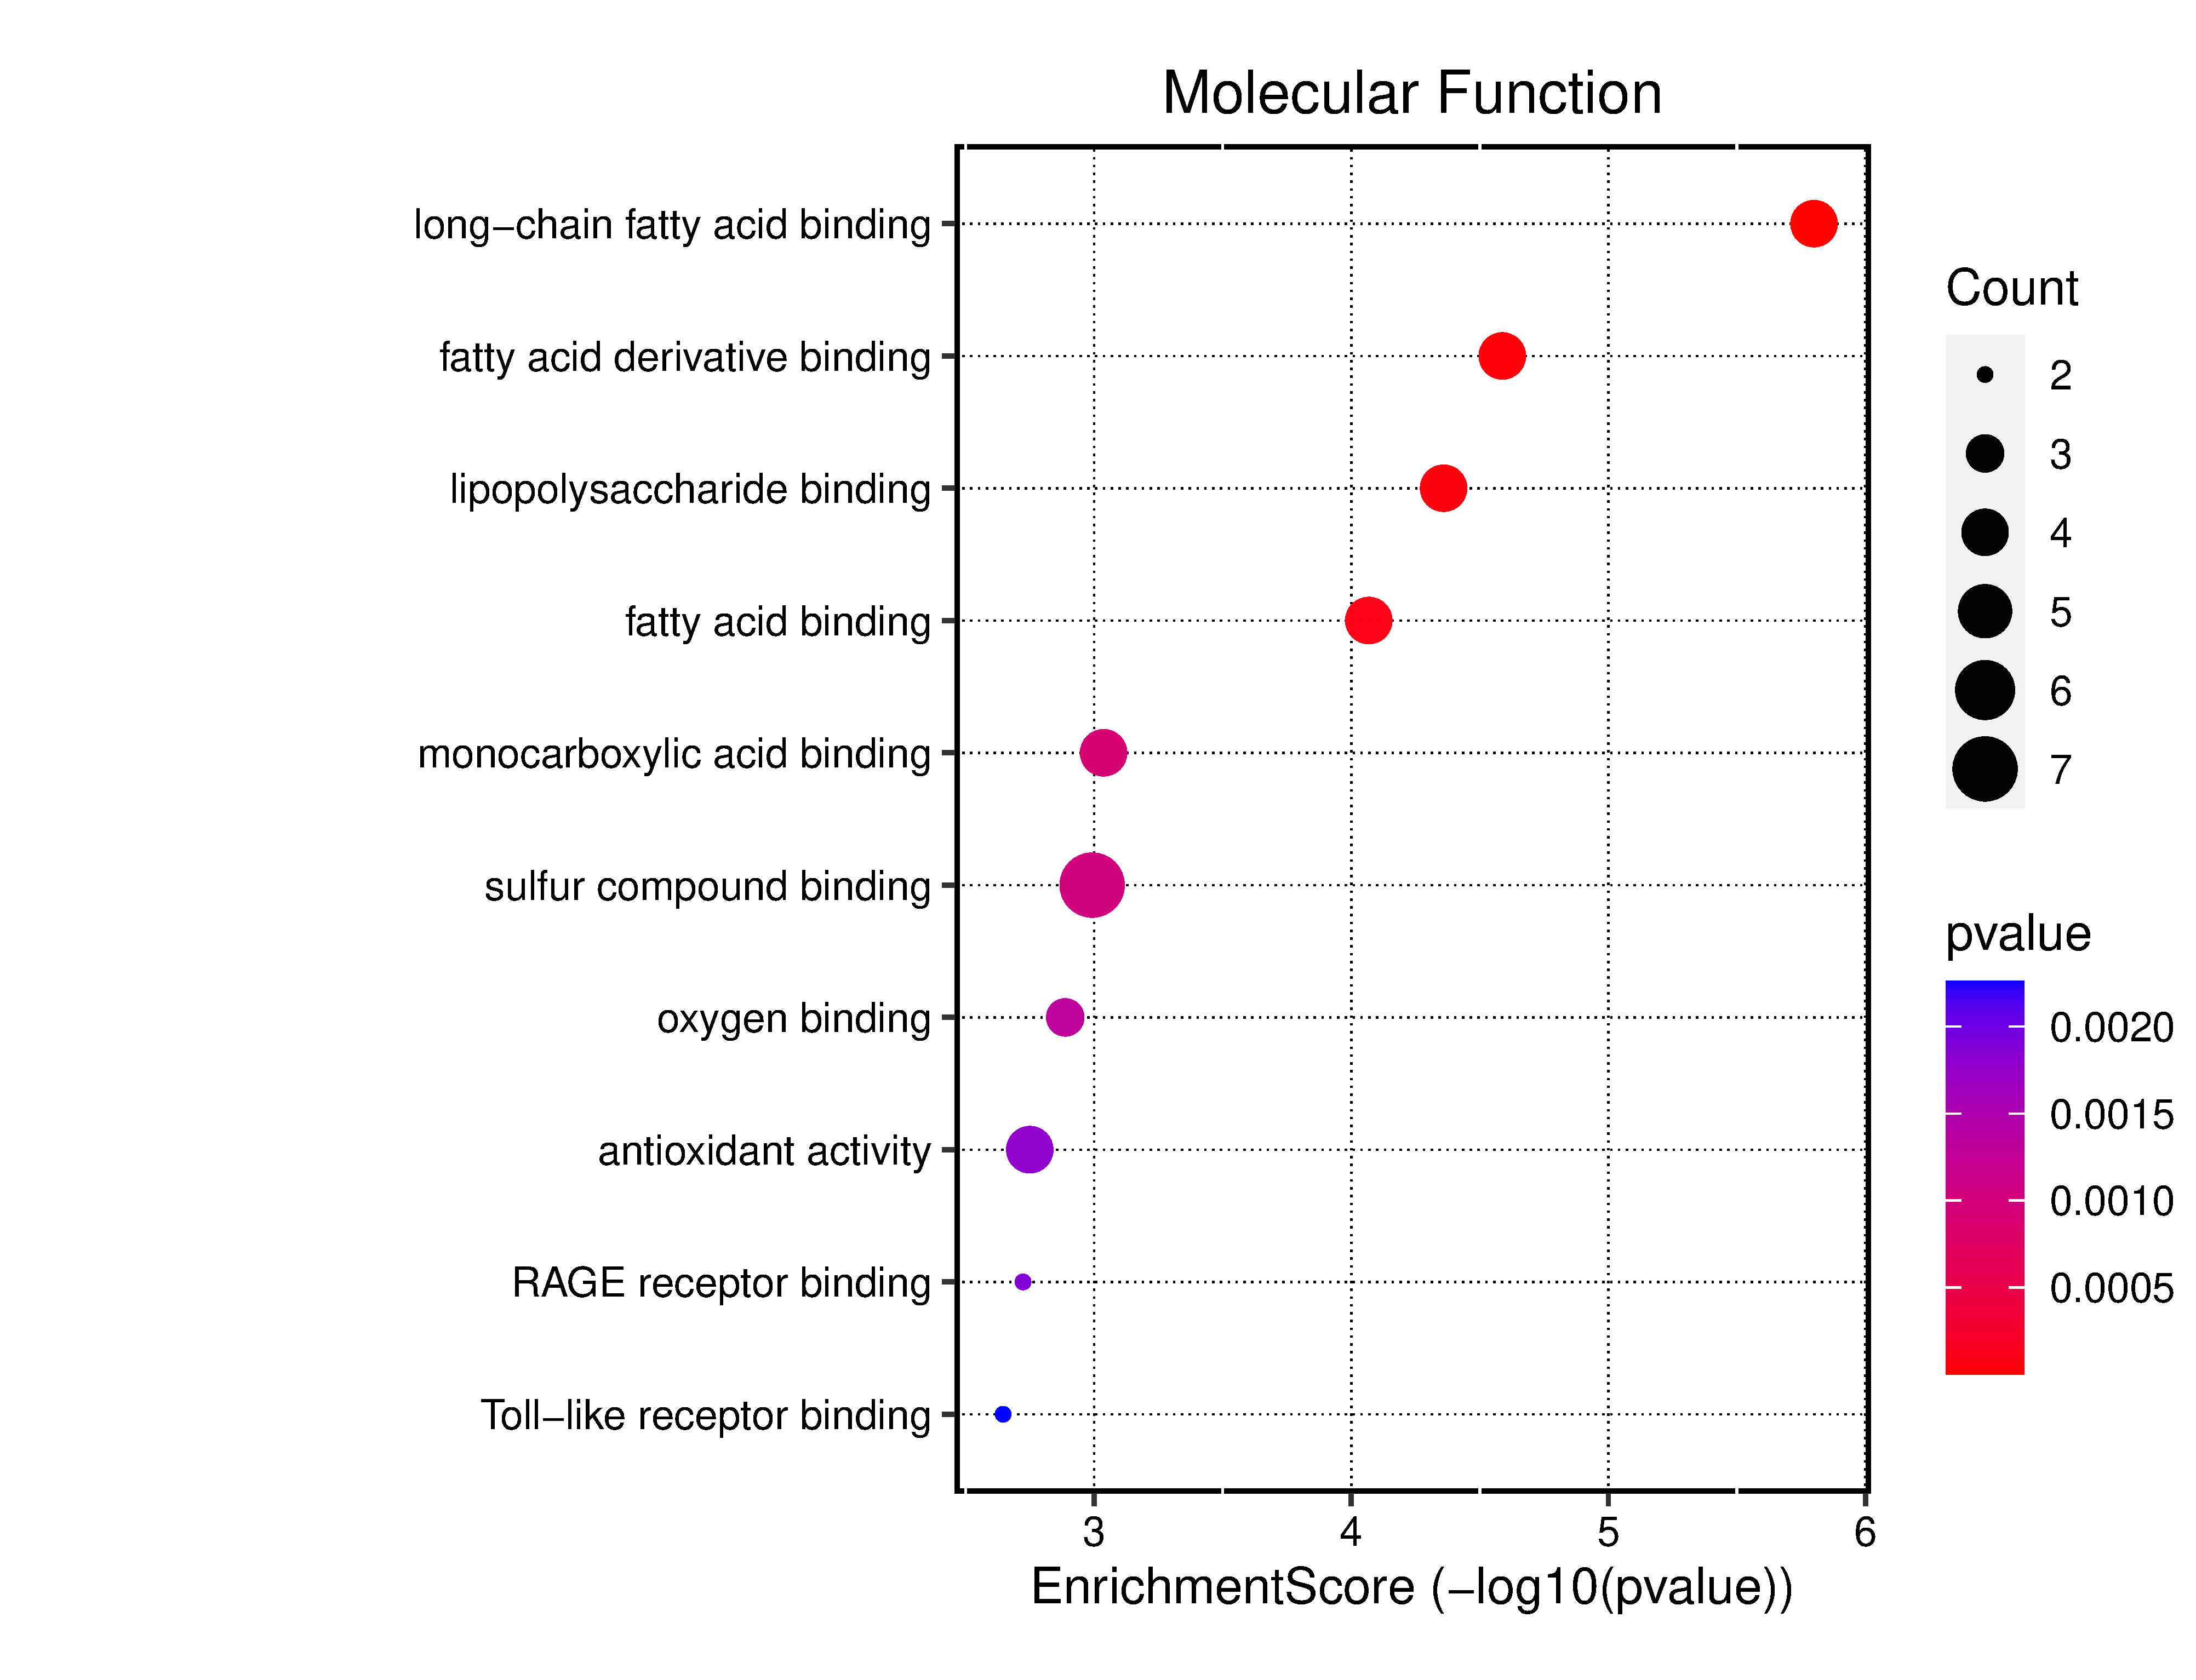 Molecular Function
long−chain fatty acid binding
fatty acid derivative binding
lipopolysaccharide binding
fatty acid binding
monocarboxylic acid binding
sulfur compound binding
oxygen binding
antioxidant activity
RAGE receptor binding
Toll−like receptor binding
3
4
5
6
EnrichmentScore (−log10(pvalue))
Count
2
3
4
5
6
7
pvalue
0.0020
0.0015
0.0010
0.0005